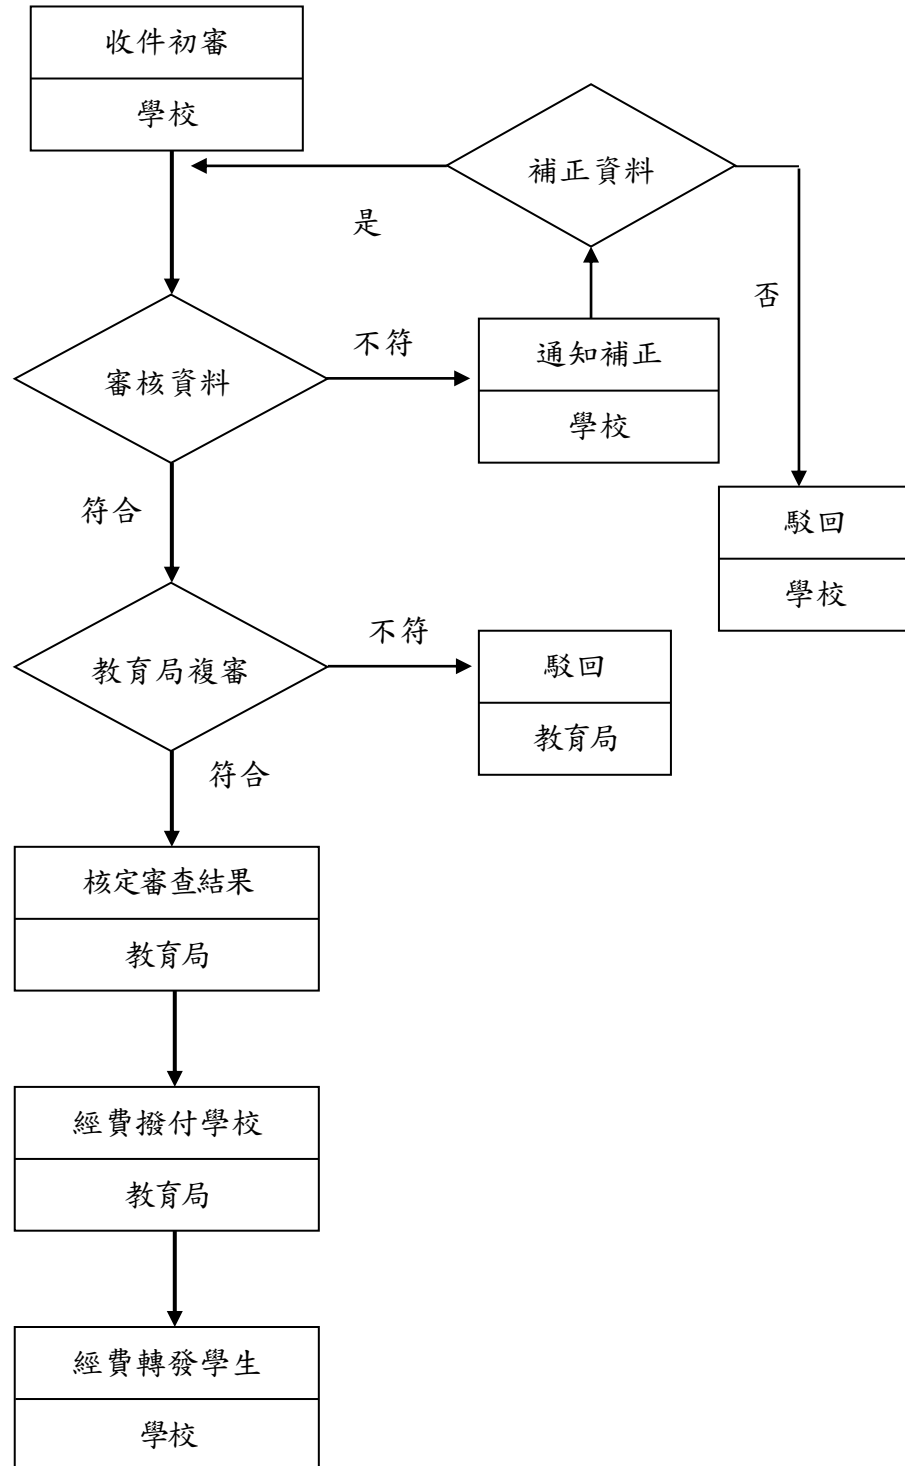 收件初審
學校
補正資料
是
否
不符
通知補正
學校
審核資料
符合
駁回
學校
不符
教育局複審
駁回
教育局
符合
核定審查結果
教育局
經費撥付學校
教育局
經費轉發學生
學校